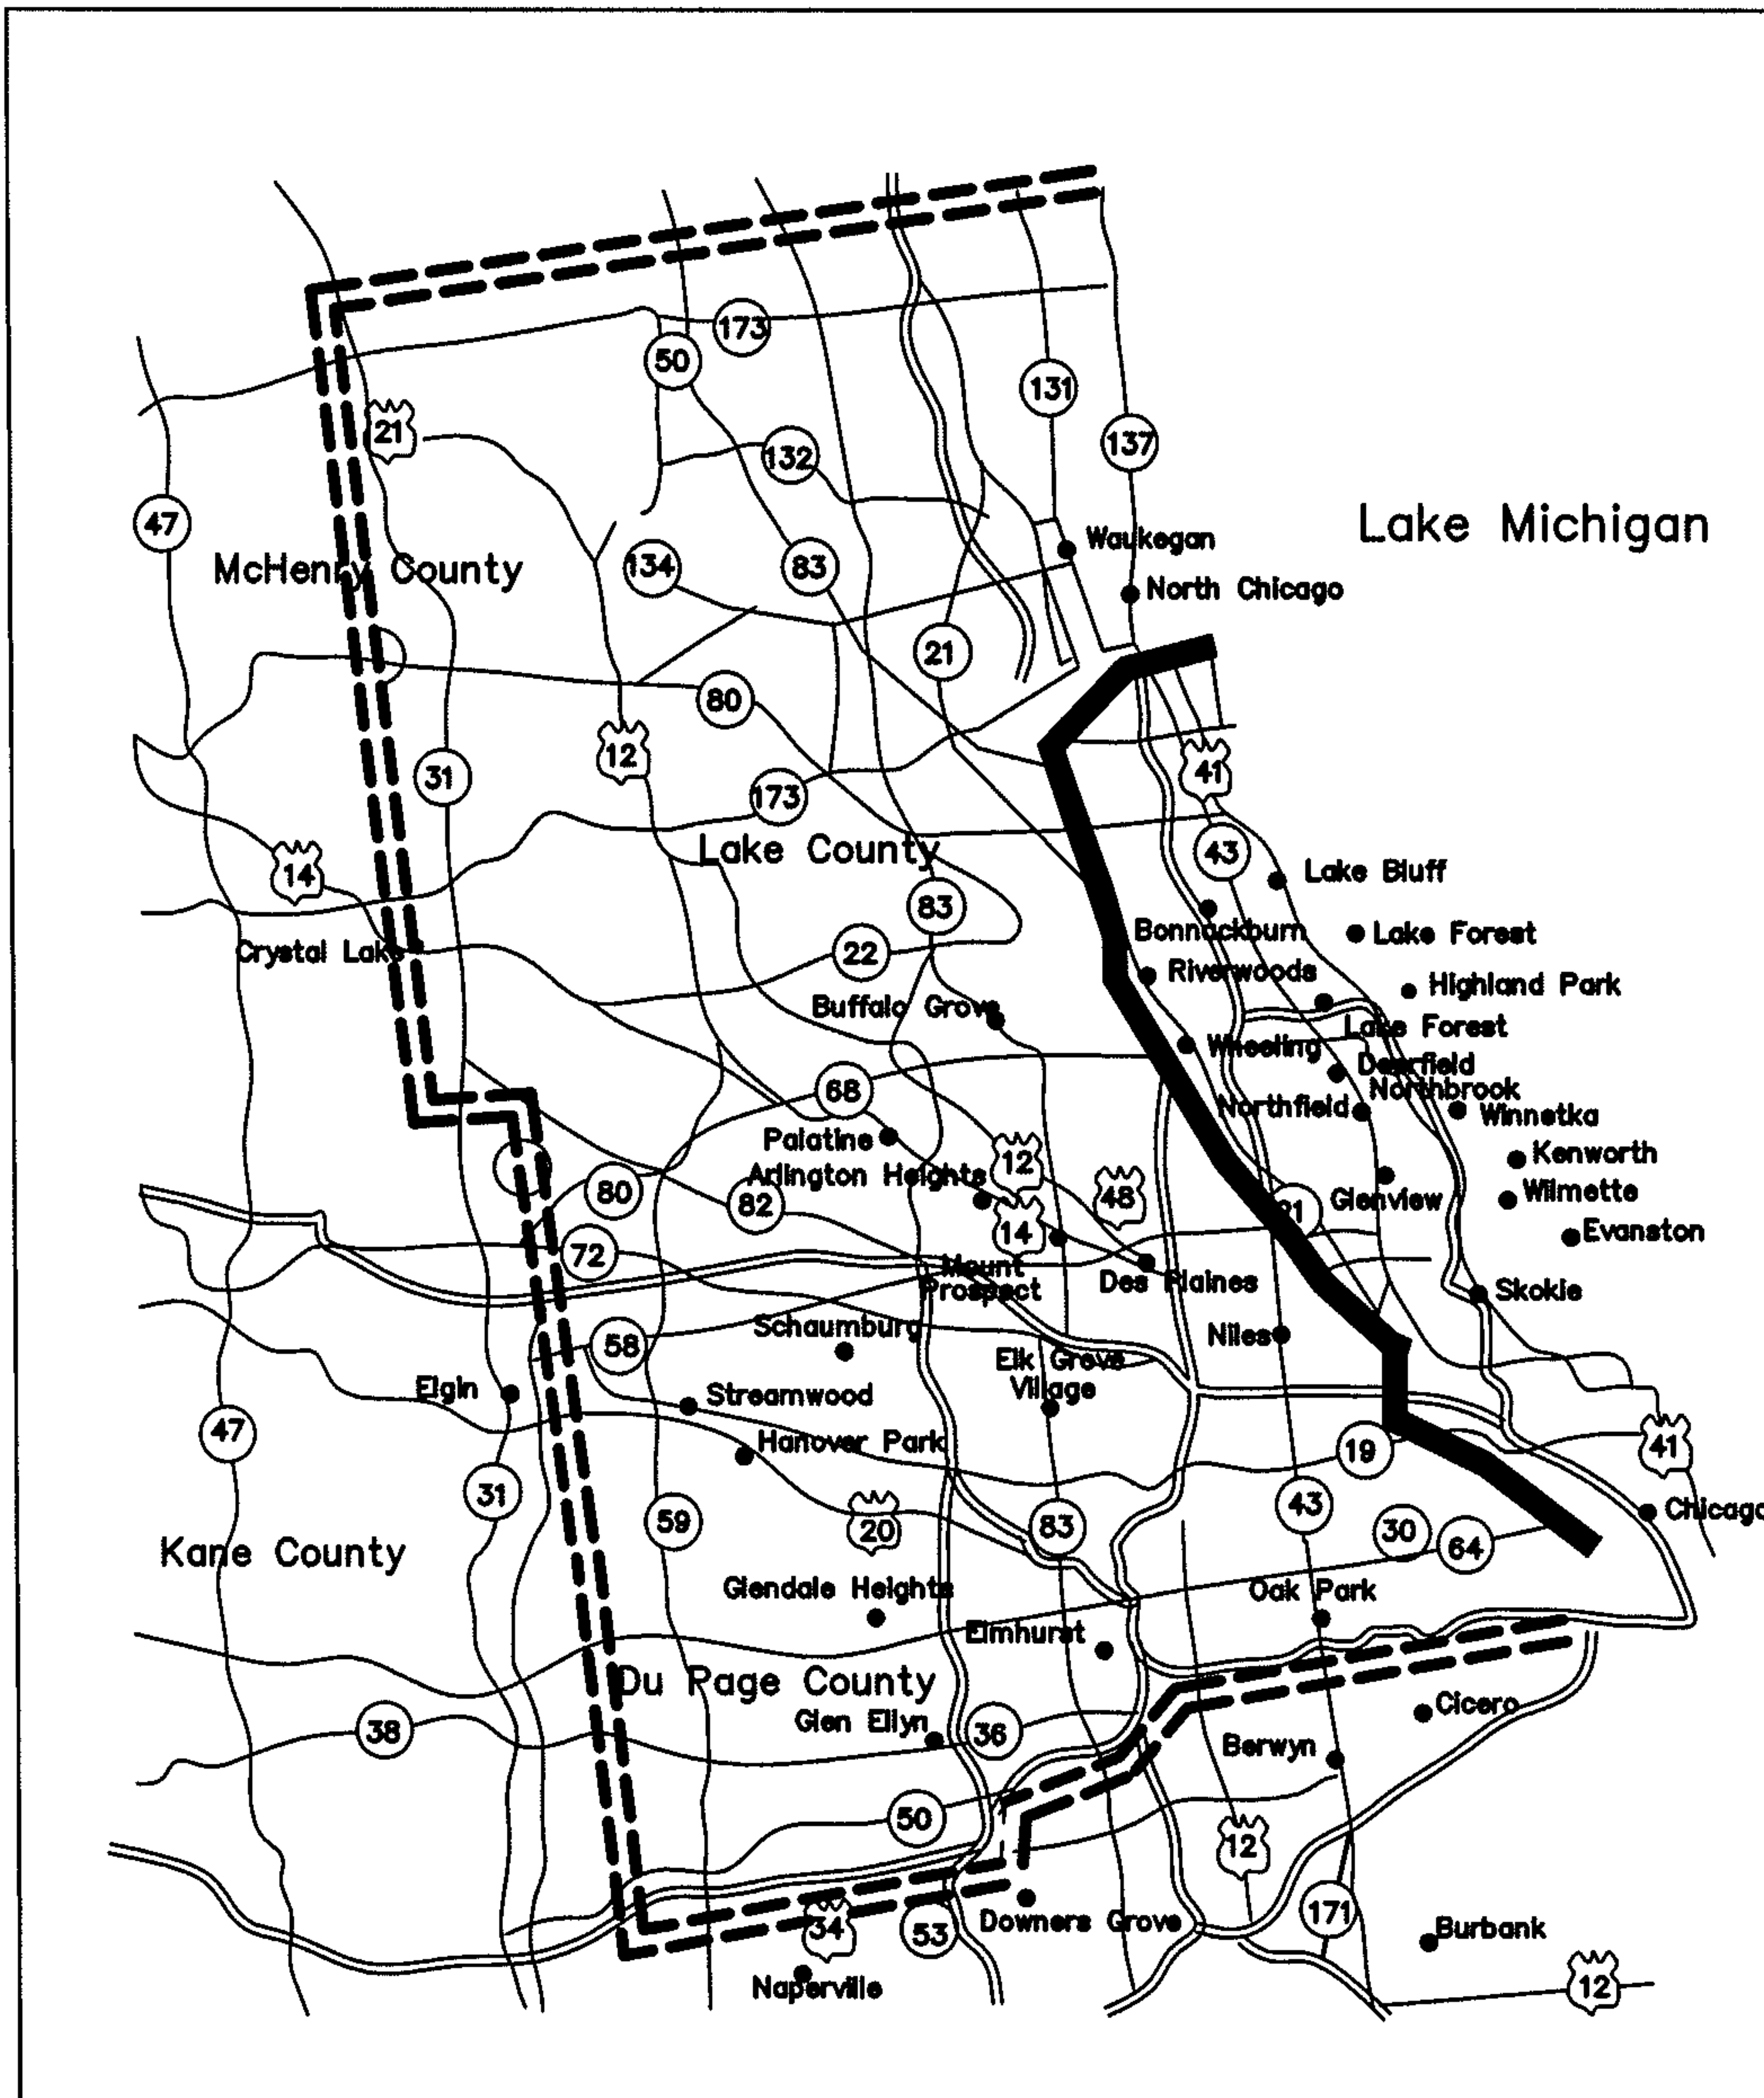 173
50
131
21
137
132
47
Lake Michigan
Waukegan
McHenry County
134
83
North Chicago
21
80
12
31
41
173
Lake County
43
14
Lake Bluff
83
Bonnackburn
Lake Forest
Crystal Lake
22
Riverwoods
Highland Park
Buffalo Grove
Lake Forest
Wheeling
Deerfield
68
Northbrook
Northfield
Winnetka
Palatine
12
Kenworth
Arlington Heights
80
82
48
Glenview
Wilmette
21
14
Evanston
72
Mount
Prospect
Des Plaines
Skokie
Schaumburg
58
Niles
Elk Grove
Village
Elgin
Streamwood
47
Hanover Park
19
41
31
43
Chicago
59
20
83
30
64
Kane County
Glendale Heights
Oak Park
Elmhurst
Du Page County
Cicero
38
Glen Ellyn
36
Berwyn
50
12
171
34
53
Downers Grove
Burbank
Naperville
12